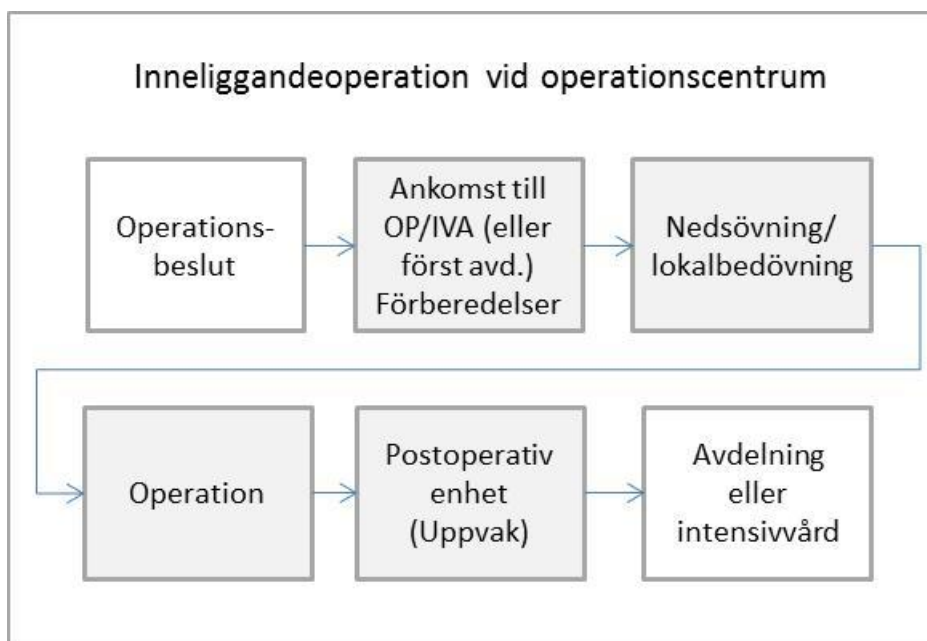 Inneliggandeoperation vid operationscentrum
Operations-
beslut
Ankomst till
OP/IVA (eller
först avd.)
Förberedelser
Nedsövning/
lokalbedövning
Operation
Postoperativ
enhet
(Uppvak)
Avdelning
eller
intensivvård